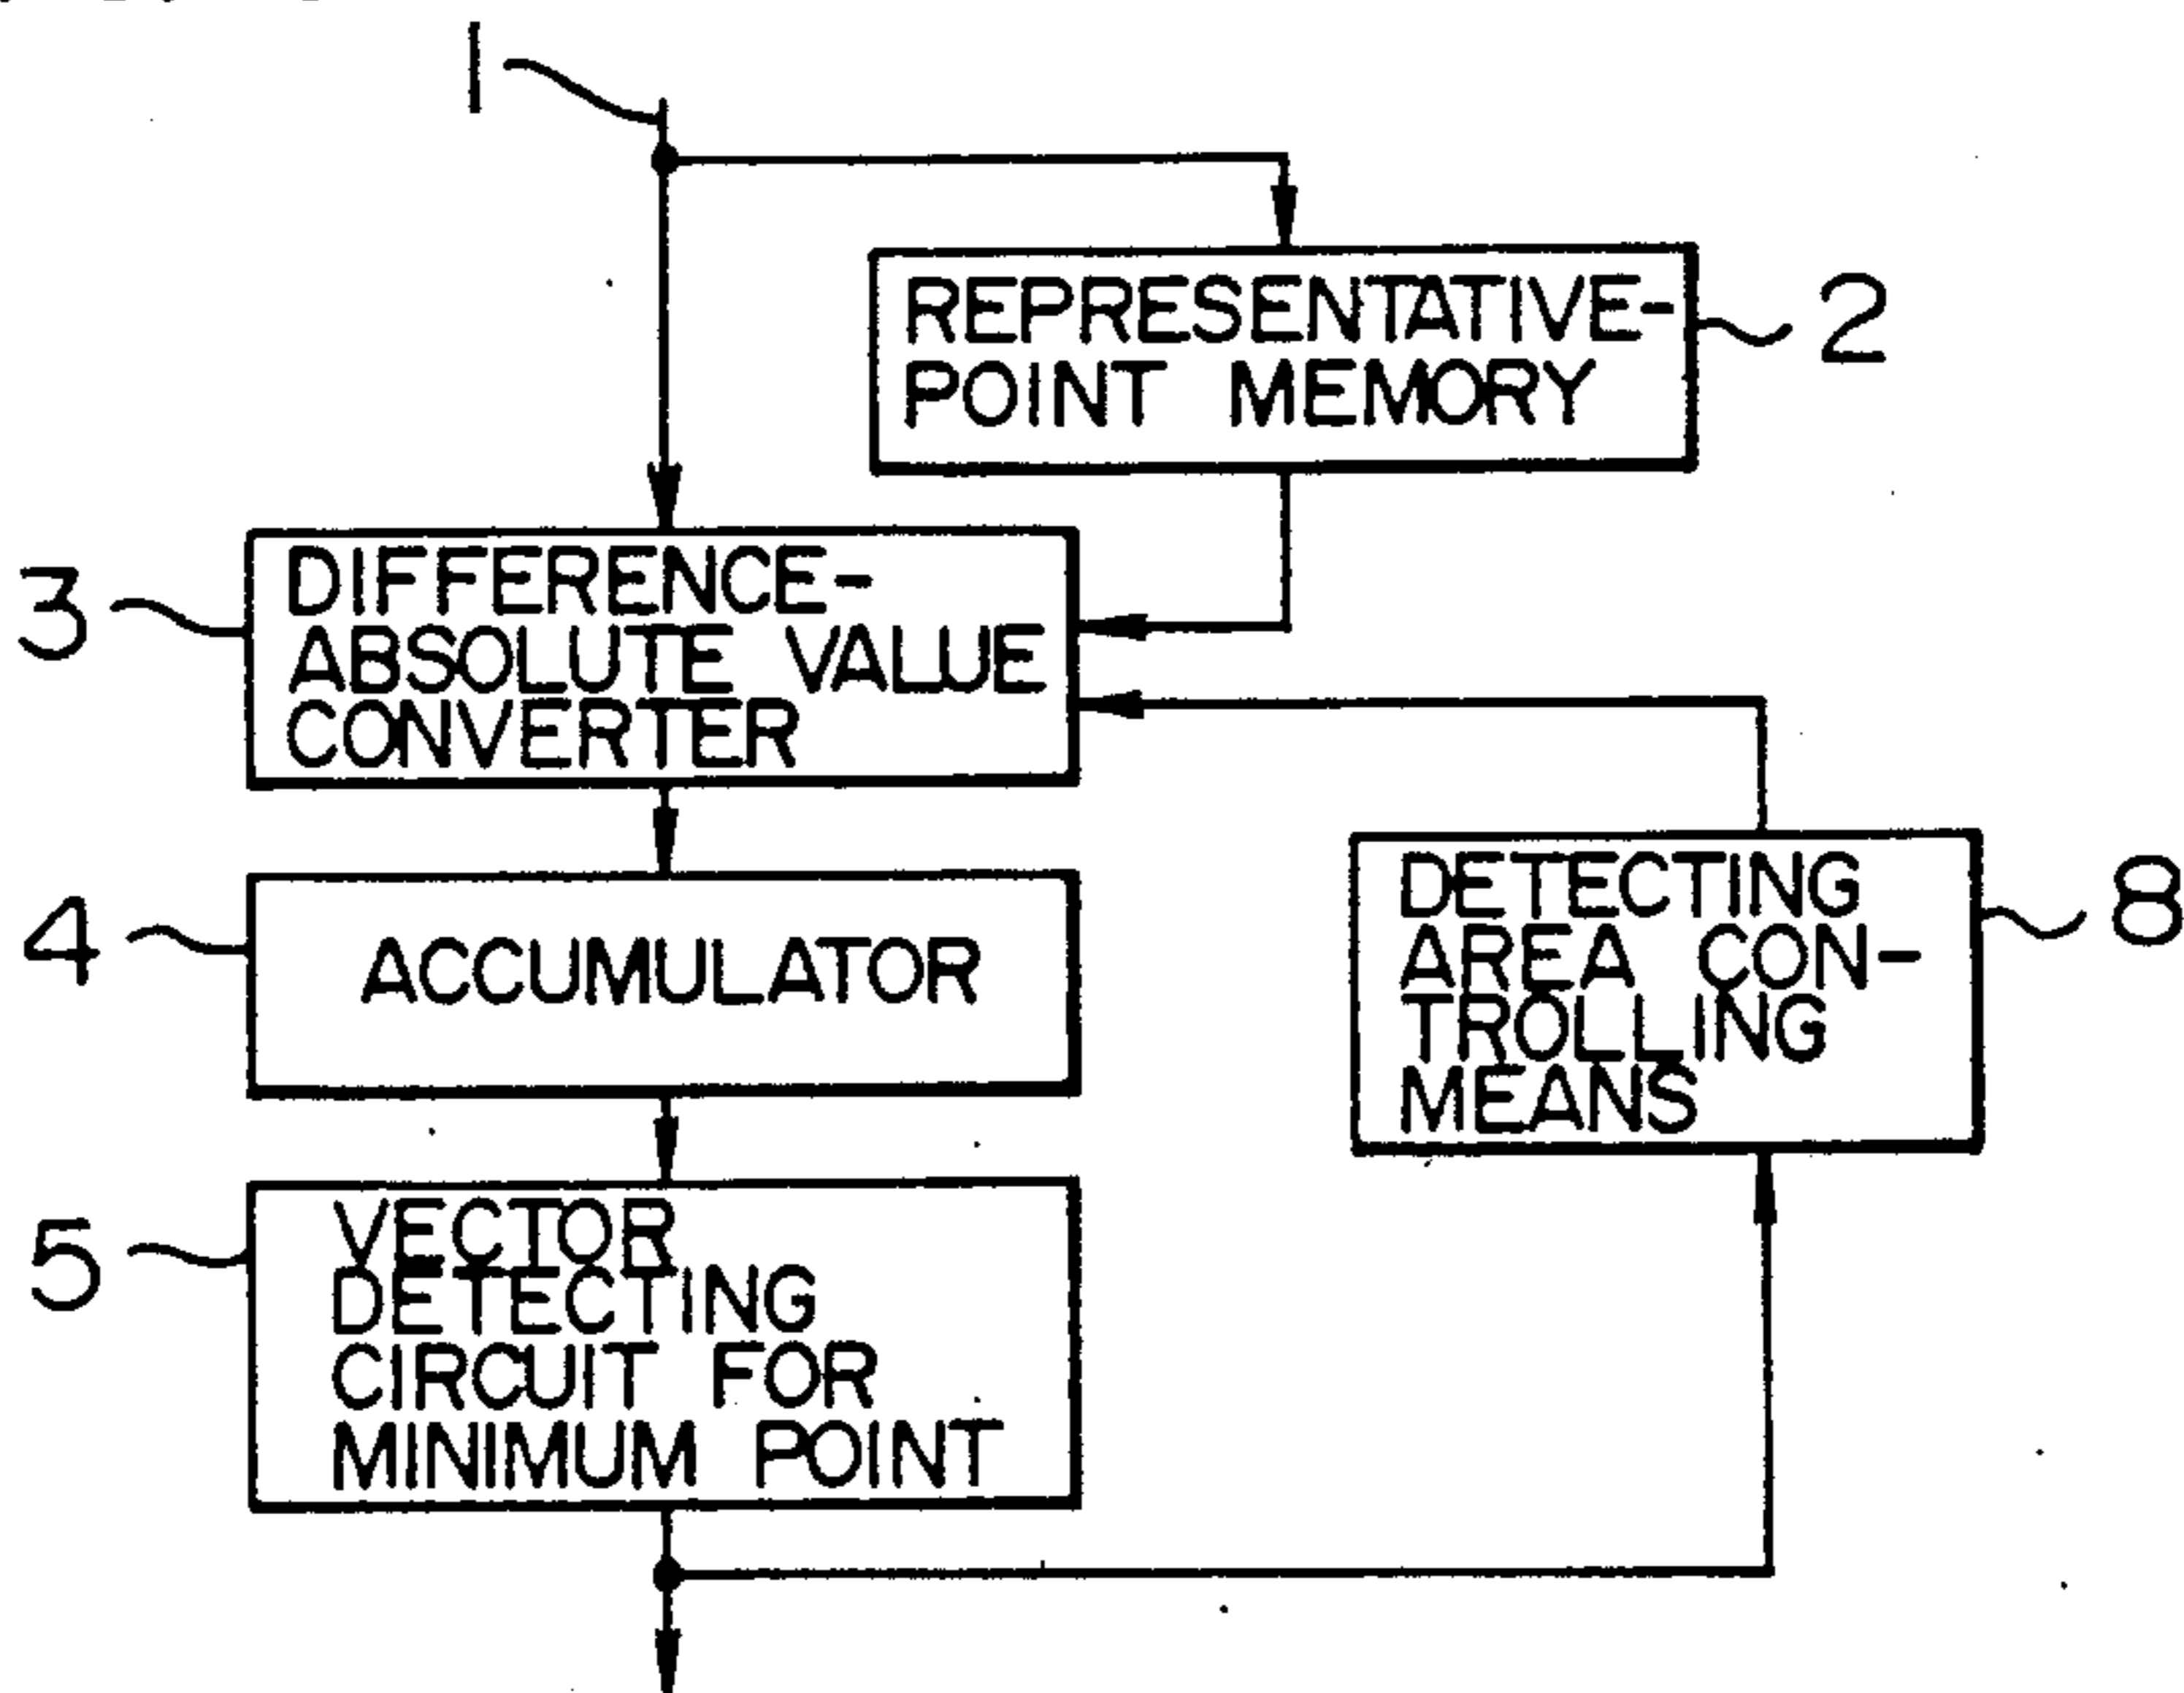 1
REPRESENTATIVE-
POINT MEMORY
2
3
DIFFERENCE-
ABSOLUTE VALUE
CONVERTER
4
ACCUMULATOR
DETECTING
AREA CON-
TROLLING
MEANS
8
5
VECTOR
DETECTING
CIRCUIT FOR
MINIMUM POINT